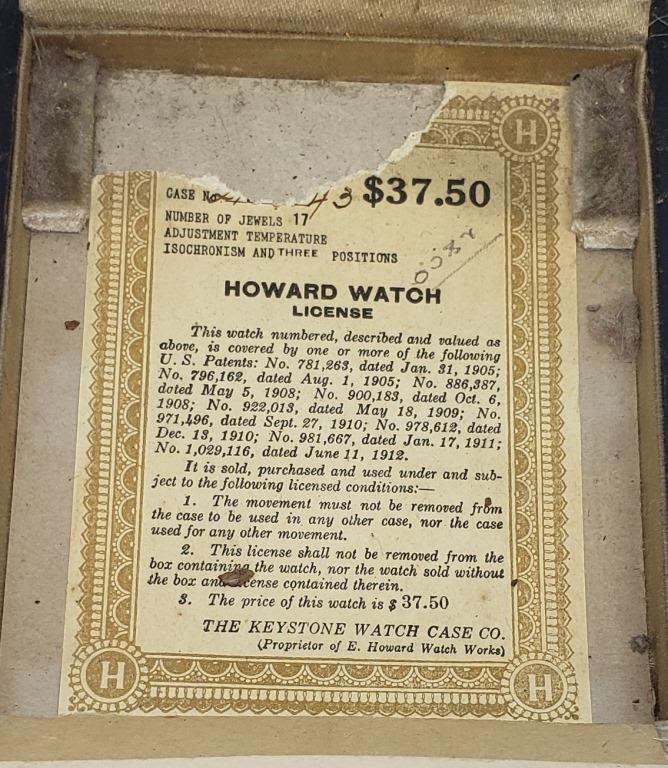 H
CASE No 43 $37.50
NUMBER OF JEWELS 17
ADJUSTMENT TEMPERATURE
ISOCHRONISM AND THREE POSITIONS
HOWARD WATCH
LICENSE
This watch numbered, described and valued as
above, is covered by one or more of the following
U. S. Patents: No. 781,263, dated Jan. 31, 1905;
No. 796,162, dated Aug. 1, 1905; No. 886,387,
dated May 5, 1908; No. 900,183, dated Oct. 6,
1908; No. 922,013, dated May 18, 1909; No.
971,496, dated Sept. 27, 1910; No. 978,612, dated
Dec. 13, 1910; No. 981,667, dated Jan. 17, 1911;
No. 1,029,116, dated June 11, 1912.
It is sold, purchased and used under and sub-
ject to the following licensed conditions:—
1. The movement must not be removed from
the case to be used in any other case, nor the case
used for any other movement.
2. This license shall not be removed from the
box containing the watch, nor the watch sold without
the box and license contained therein.
3. The price of this watch is $ 37.50
THE KEYSTONE WATCH CASE CO.
(Proprietor of E. Howard Watch Works)
H H